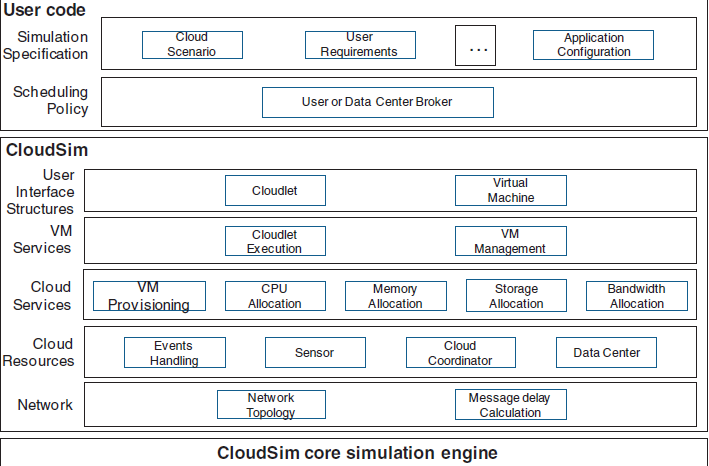 User code
Simulation
Specification
Cloud
Scenario
User
Requirements
...
Application
Configuration
Scheduling
Policy
User or Data Center Broker
CloudSim
User
Interface
Structures
Cloudlet
Virtual
Machine
VM
Services
Cloudlet
Execution
VM
Management
Cloud
Services
VM
Provisioning
CPU
Allocation
Memory
Allocation
Storage
Allocation
Bandwidth
Allocation
Cloud
Resources
Events
Handling
Sensor
Cloud
Coordinator
Data Center
Network
Network
Topology
Message delay
Calculation
CloudSim core simulation engine